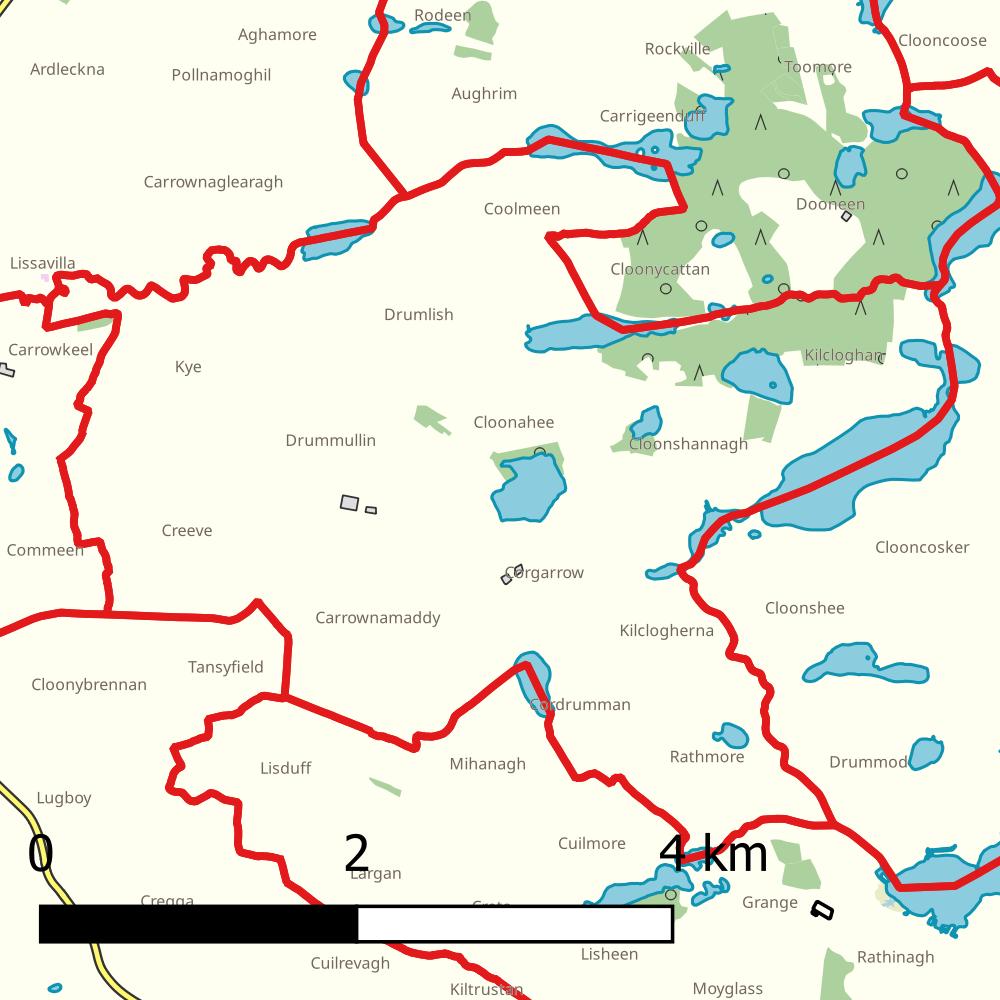 Rodeen
Aghamore
Clooncoose
Rockville
Ardleckna
Toomore
Pollnamoghil
Aughrim
Carrigeenduff
Carrownaglearagh
Dooneen
Coolmeen
Lissavilla
Cloonycattan
Drumlish
Carrowkeel
Kilcloghan
Kye
Cloonahee
Drummullin
Cloonshannagh
Creeve
Commeen
Clooncosker
Corgarrow
Cloonshee
Carrownamaddy
Kilclogherna
Tansyfield
Cloonybrennan
Cordrumman
Rathmore
Drummod
Mihanagh
Lisduff
Lugboy
Cuilmore
0 2 4 km
Largan
Cregga
Grange
Lisheen
Rathinagh
Cuilrevagh
Kiltrustan
Moyglass